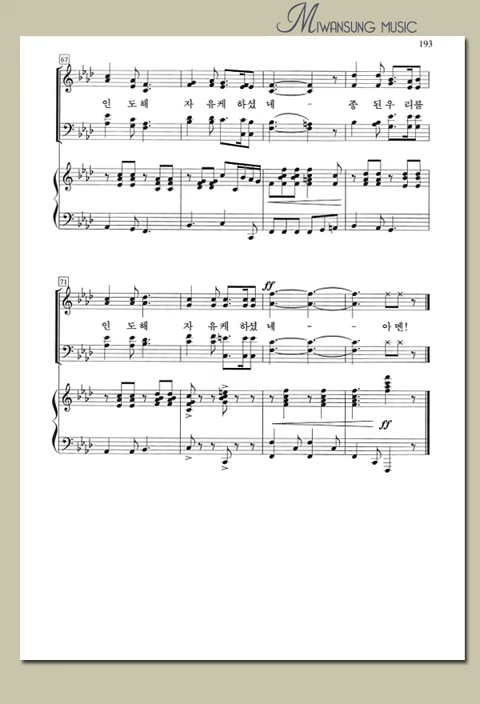 MIWANSUNG MUSIC
193
67
인 도해 자 유케 하셨 네 - 종 된 우 리를
71
ff
인 도해 자 유케 하셨 네 - - 아멘!
ff